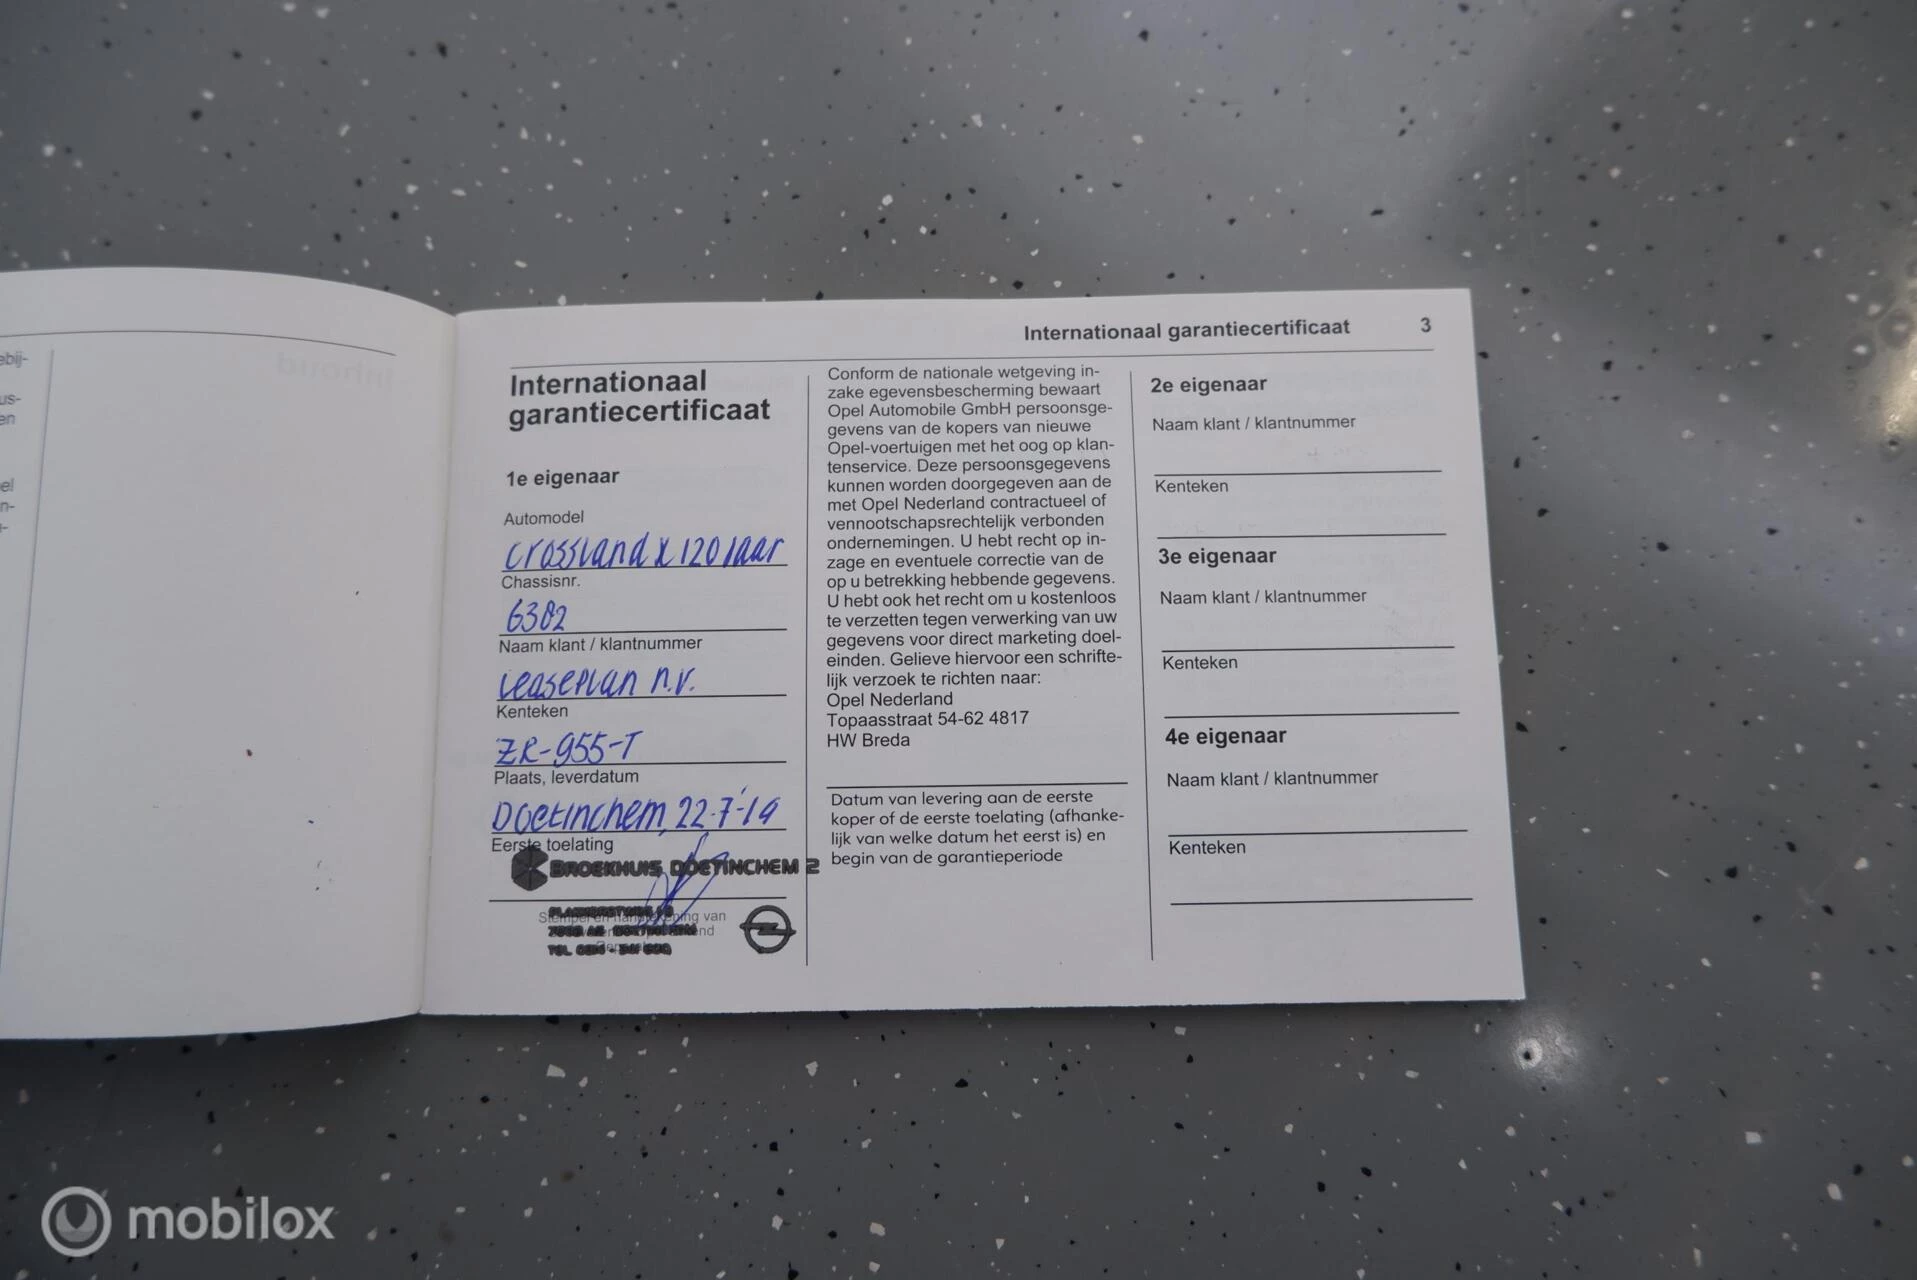 ebij-
us-
en
el
n-
Internationaal garantiecertificaat 3
Internationaal
garantiecertificaat
1e eigenaar
Automodel
Crossland X 120 Jaar
Chassisnr.
6302
Naam klant / klantnummer
Leaseplan n.v.
Kenteken
ZR-955-T
Plaats, leverdatum
Doetinchem, 22-7-19
Eerste toelating
BROEKHUIS DOETINCHEM 2
Conform de nationale wetgeving in-
zake egevensbescherming bewaart
Opel Automobile GmbH persoonsge-
gevens van de kopers van nieuwe
Opel-voertuigen met het oog op klan-
tenservice. Deze persoonsgegevens
kunnen worden doorgegeven aan de
met Opel Nederland contractueel of
vennootschapsrechtelijk verbonden
ondernemingen. U hebt recht op in-
zage en eventuele correctie van de
op u betrekking hebbende gegevens.
U hebt ook het recht om u kostenloos
te verzetten tegen verwerking van uw
gegevens voor direct marketing doel-
einden. Gelieve hiervoor een schrifte-
lijk verzoek te richten naar:
Opel Nederland
Topaasstraat 54-62 4817
HW Breda
Datum van levering aan de eerste
koper of de eerste toelating (afhanke-
lijk van welke datum het eerst is) en
begin van de garantieperiode
2e eigenaar
Naam klant / klantnummer
Kenteken
3e eigenaar
Naam klant / klantnummer
Kenteken
4e eigenaar
Naam klant / klantnummer
Kenteken
mobilox